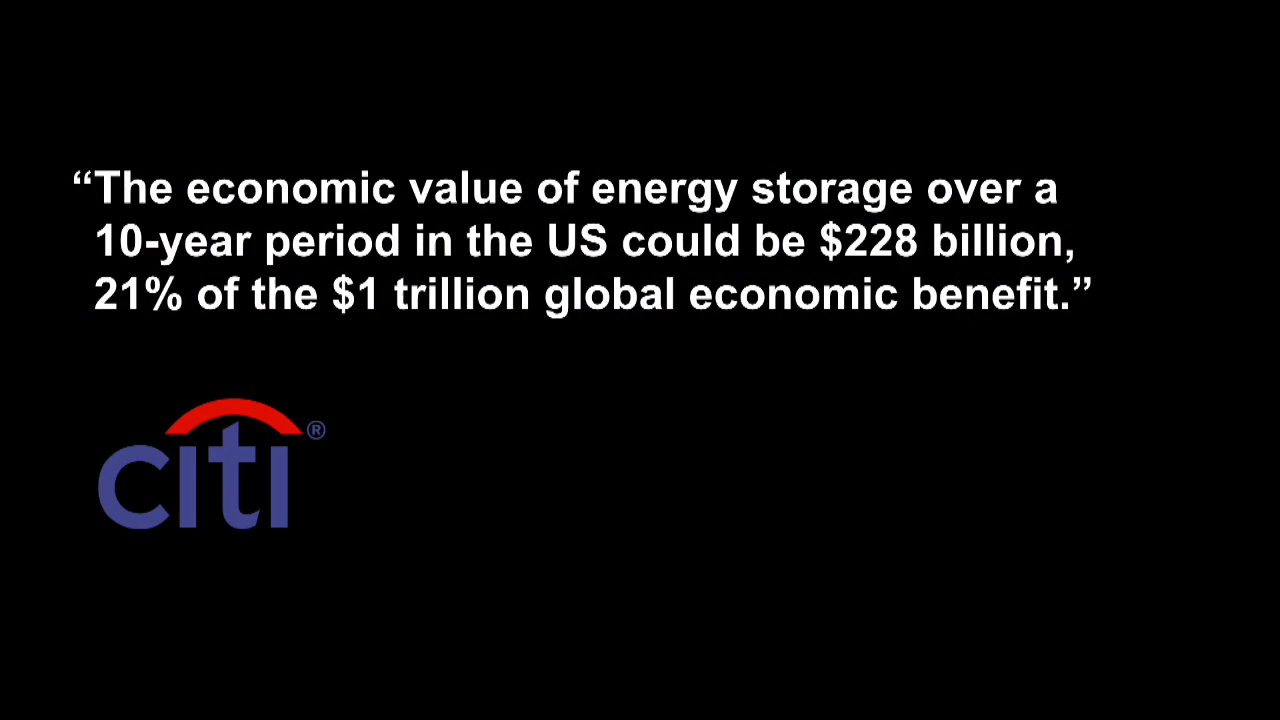 “The economic value of energy storage over a
10-year period in the US could be $228 billion,
21% of the $1 trillion global economic benefit.”
citi®